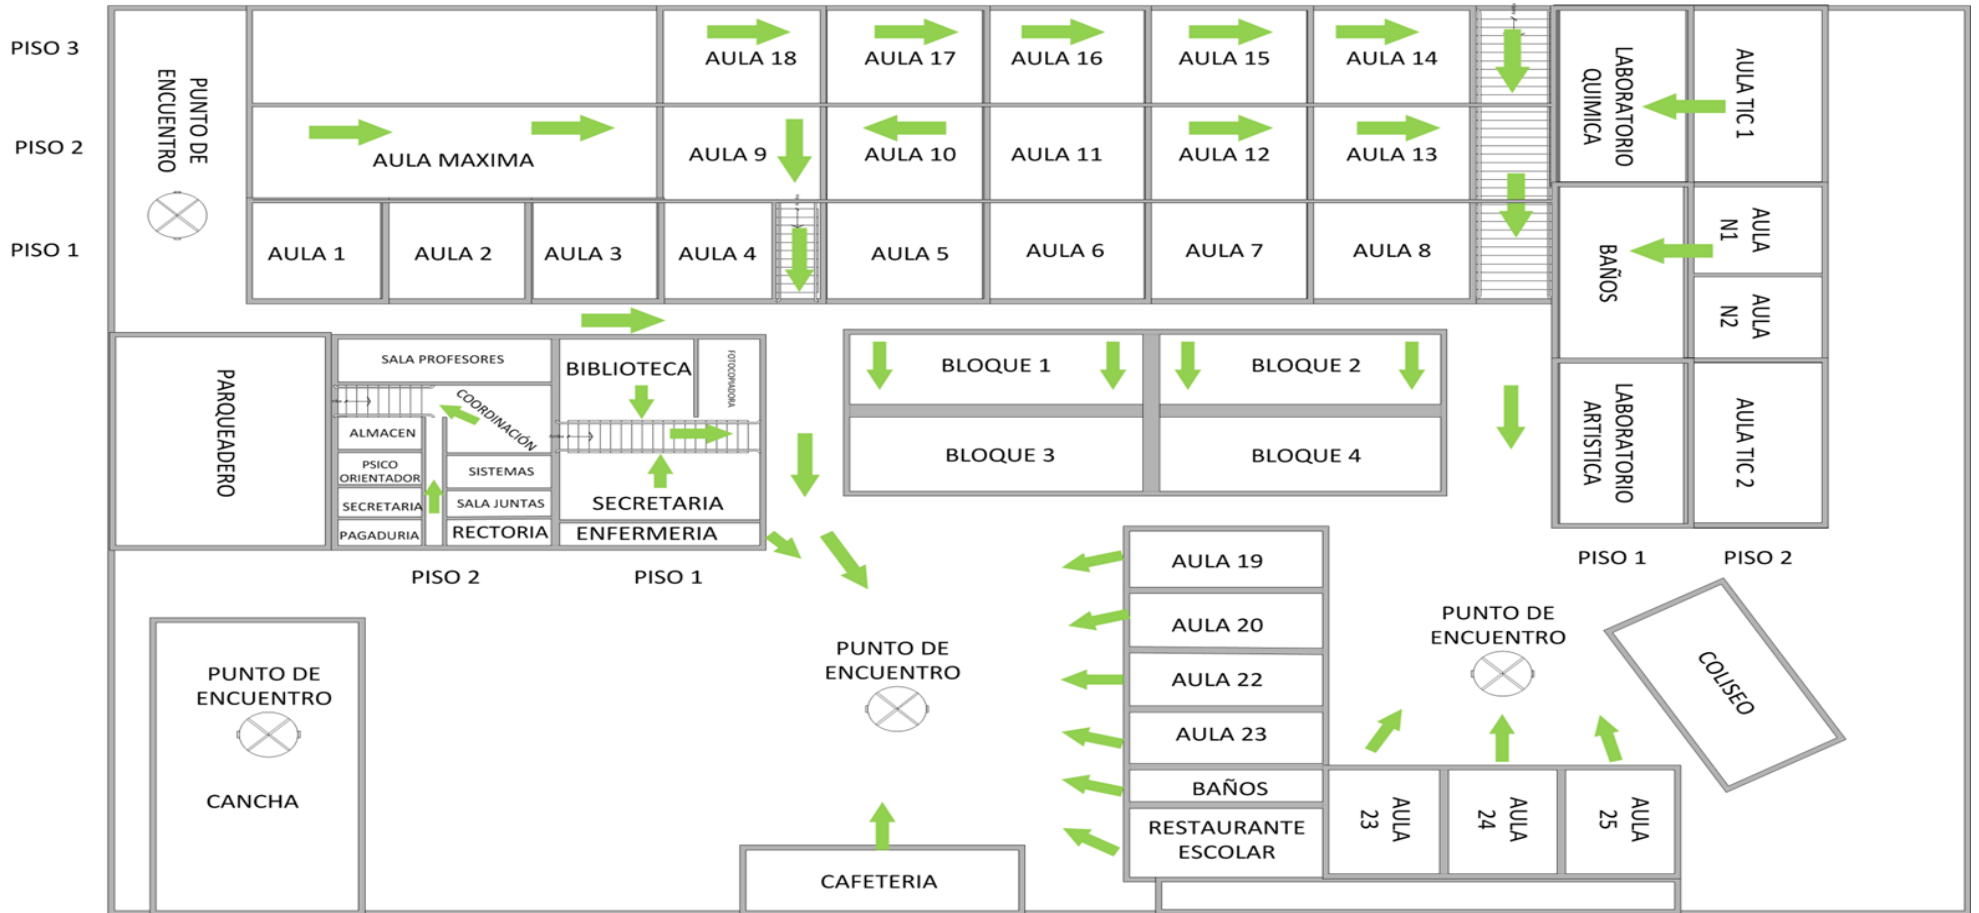 PISO 3
PISO 2
PISO 1
PUNTO DE
ENCUENTRO
AULA 18
AULA 17
AULA 16
AULA 15
AULA 14
AULA MAXIMA
AULA 9
AULA 10
AULA 11
AULA 12
AULA 13
AULA 1
AULA 2
AULA 3
AULA 4
AULA 5
AULA 6
AULA 7
AULA 8
LABORATORIO
QUIMICA
AULA TIC 1
BAÑOS
AULA
N1
AULA
N2
LABORATORIO
ARTISTICA
AULA TIC 2
PISO 1
PISO 2
PARQUEADERO
SALA PROFESORES
COORDINACIÓN
ALMACEN
PSICO
ORIENTADOR
SECRETARIA
PAGADURIA
SISTEMAS
SALA JUNTAS
RECTORIA
BIBLIOTECA
FOTOCOPIADORA
SECRETARIA
ENFERMERIA
PISO 2
PISO 1
BLOQUE 1
BLOQUE 2
BLOQUE 3
BLOQUE 4
AULA 19
AULA 20
AULA 22
AULA 23
BAÑOS
RESTAURANTE
ESCOLAR
PUNTO DE
ENCUENTRO
COLISEO
AULA
23
AULA
24
AULA
25
PUNTO DE
ENCUENTRO
PUNTO DE
ENCUENTRO
CANCHA
CAFETERIA